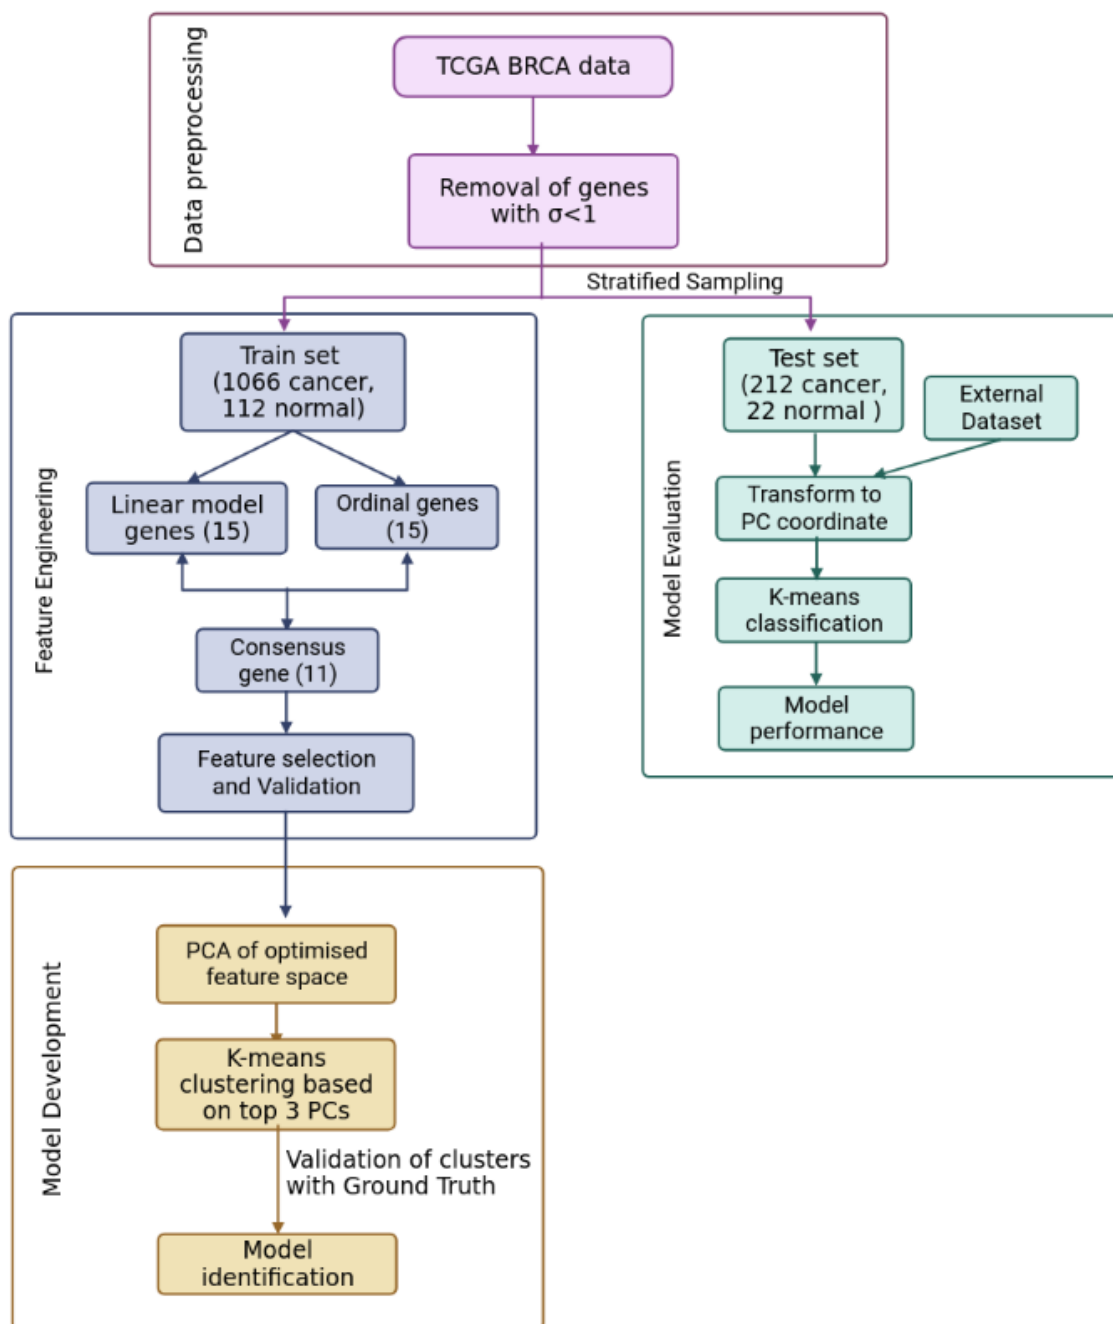 Data preprocessing
TCGA BRCA data
Removal of genes
with σ<1
Stratified Sampling
Feature Engineering
Train set
(1066 cancer,
112 normal)
Linear model
genes (15)
Ordinal genes
(15)
Consensus
gene (11)
Feature selection
and Validation
Model Evaluation
Test set
(212 cancer,
22 normal )
External
Dataset
Transform to
PC coordinate
K-means
classification
Model
performance
Model Development
PCA of optimised
feature space
K-means
clustering based
on top 3 PCs
Validation of clusters
with Ground Truth
Model
identification